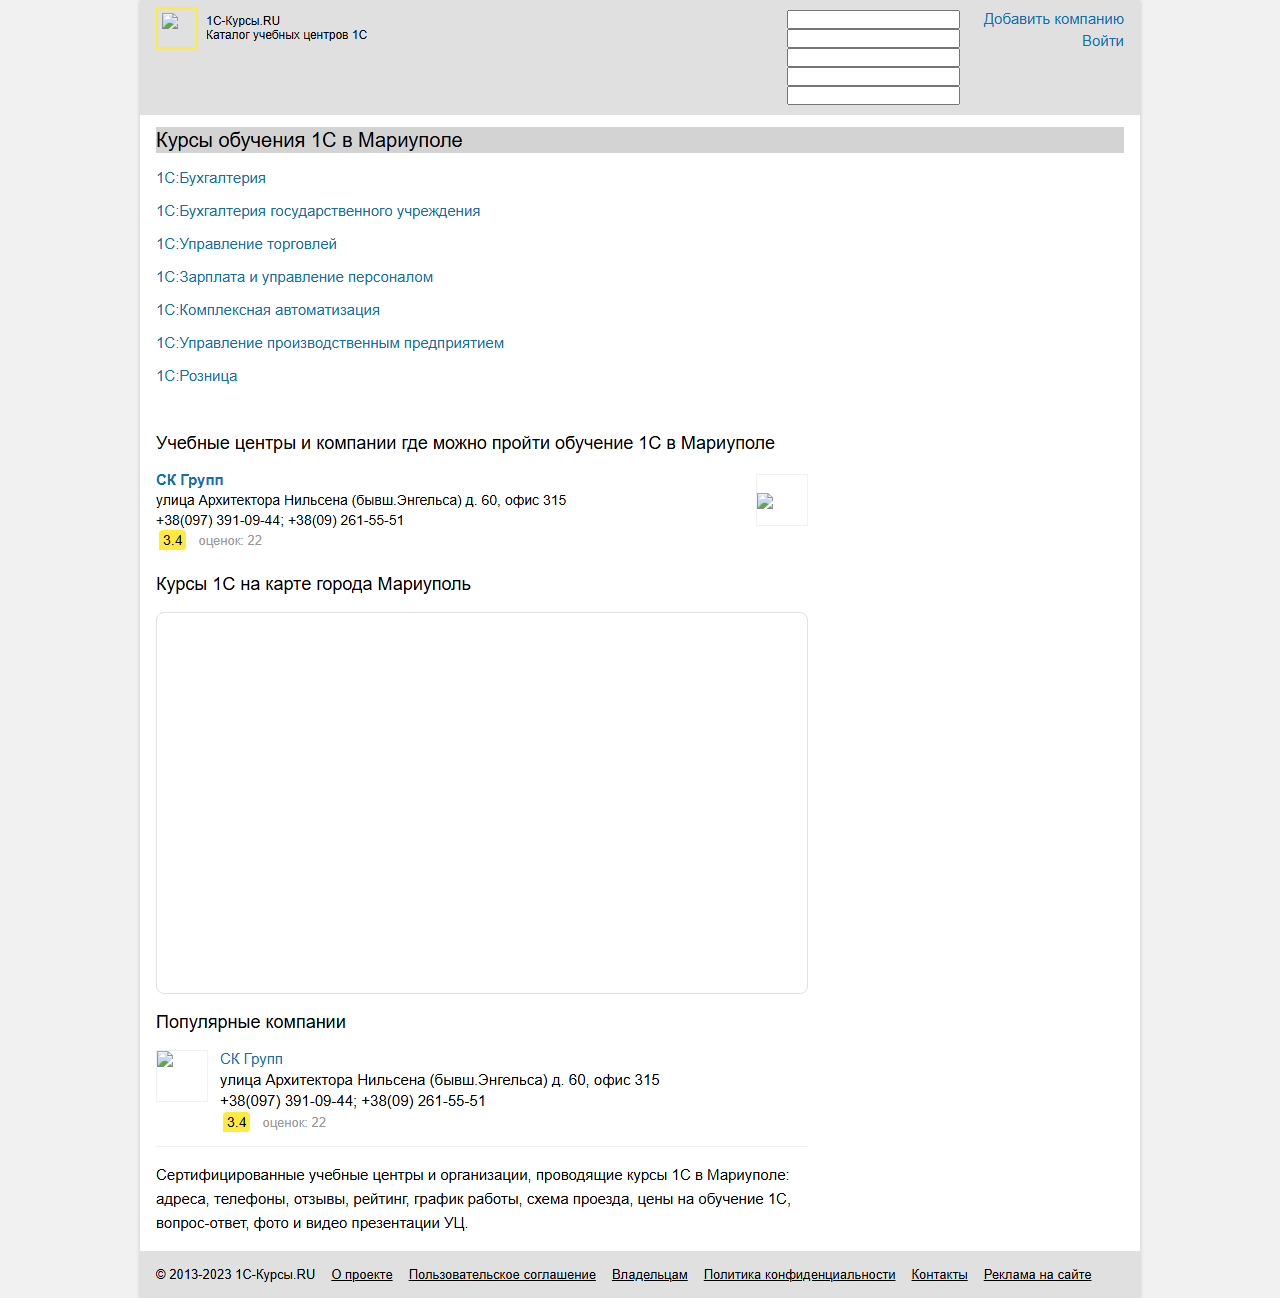 1С-Курсы.RU
Каталог учебных центров 1С
Добавить компанию
Войти
Курсы обучения 1С в Мариуполе
1С:Бухгалтерия
1С:Бухгалтерия государственного учреждения
1С:Управление торговлей
1С:Зарплата и управление персоналом
1С:Комплексная автоматизация
1С:Управление производственным предприятием
1С:Розница
Учебные центры и компании где можно пройти обучение 1С в Мариуполе
СК Групп
улица Архитектора Нильсена (бывш.Энгельса) д. 60, офис 315
+38(097) 391-09-44; +38(09) 261-55-51
3.4 оценок: 22
Курсы 1С на карте города Мариуполь
Популярные компании
СК Групп
улица Архитектора Нильсена (бывш.Энгельса) д. 60, офис 315
+38(097) 391-09-44; +38(09) 261-55-51
3.4 оценок: 22
Сертифицированные учебные центры и организации, проводящие курсы 1С в Мариуполе:
адреса, телефоны, отзывы, рейтинг, график работы, схема проезда, цены на обучение 1С,
вопрос-ответ, фото и видео презентации УЦ.
© 2013-2023 1С-Курсы.RU О проекте Пользовательское соглашение Владельцам Политика конфиденциальности Контакты Реклама на сайте